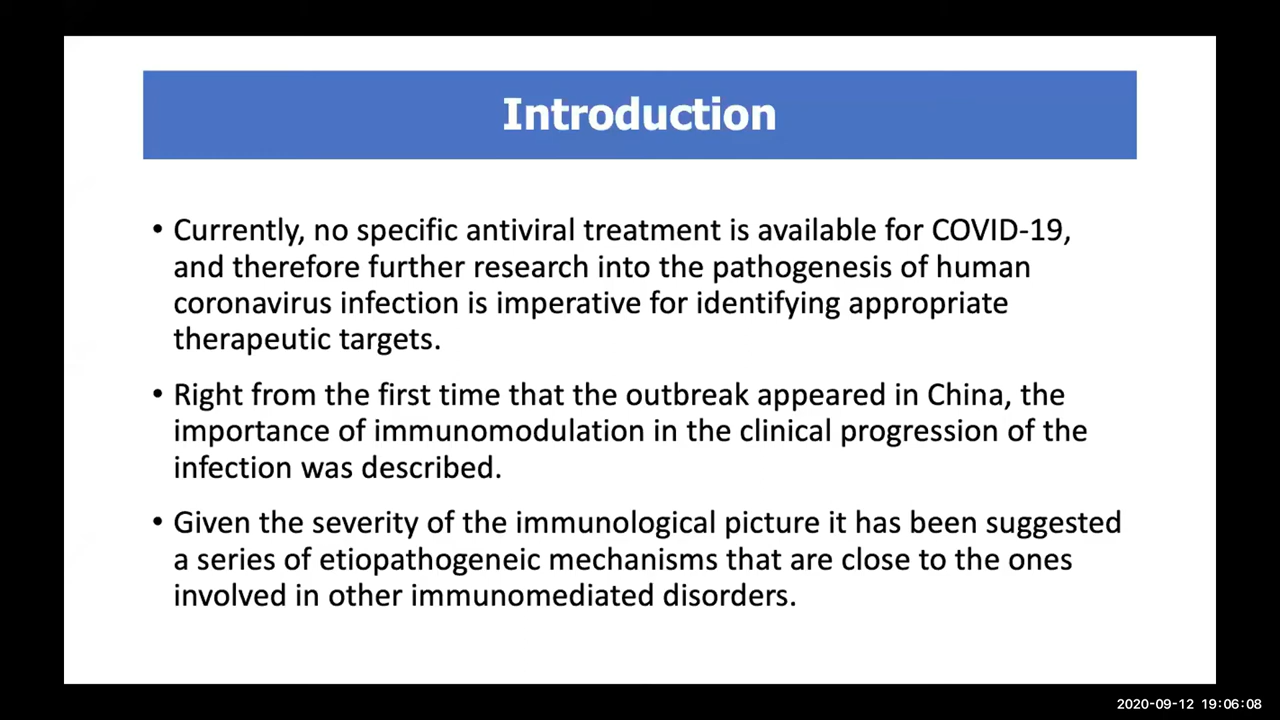 Introduction
• Currently, no specific antiviral treatment is available for COVID-19,
and therefore further research into the pathogenesis of human
coronavirus infection is imperative for identifying appropriate
therapeutic targets.
• Right from the first time that the outbreak appeared in China, the
importance of immunomodulation in the clinical progression of the
infection was described.
• Given the severity of the immunological picture it has been suggested
a series of etiopathogeneic mechanisms that are close to the ones
involved in other immunomediated disorders.
2020-09-12 19:06:08